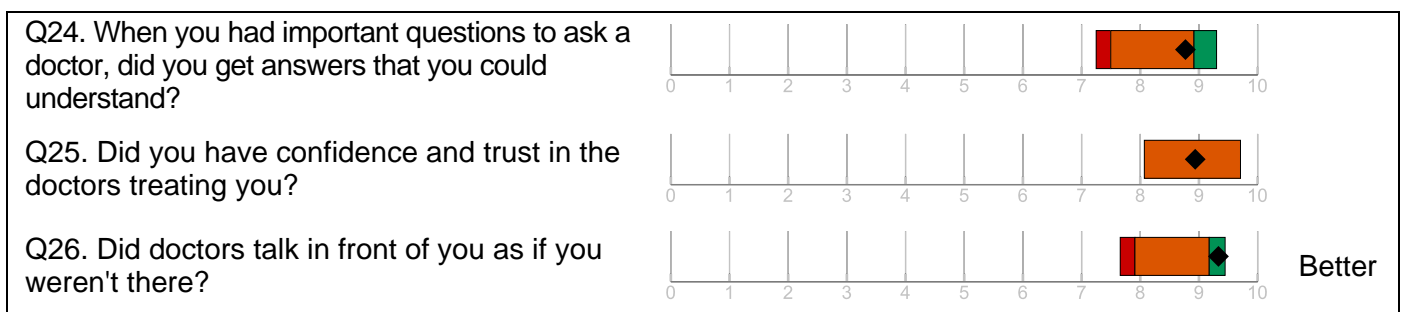 Q24. When you had important questions to ask a
doctor, did you get answers that you could
understand?
0 1 2 3 4 5 6 7 8 9 10
Q25. Did you have confidence and trust in the
doctors treating you?
0 1 2 3 4 5 6 7 8 9 10
Q26. Did doctors talk in front of you as if you
weren't there?
Better
0 1 2 3 4 5 6 7 8 9 10